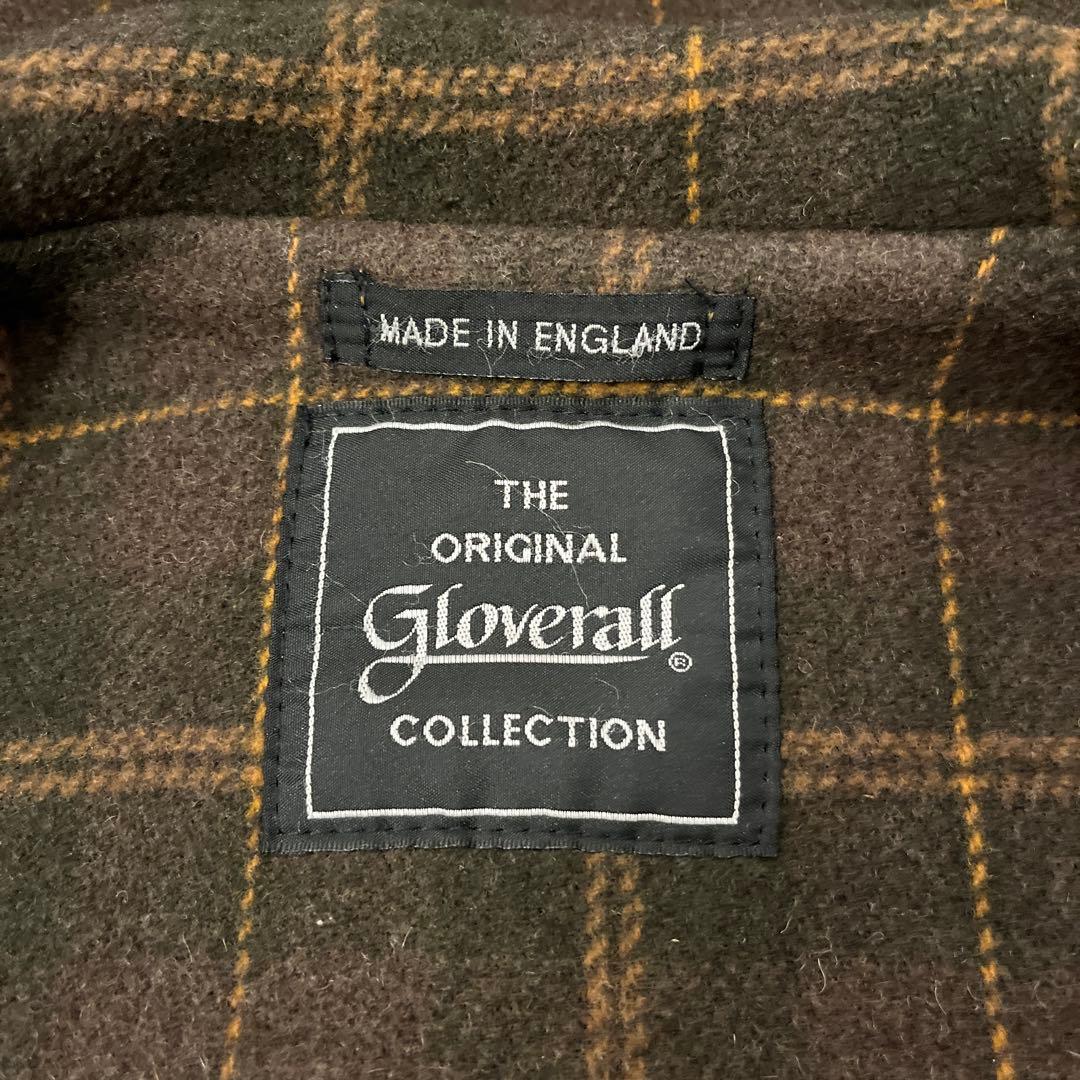 MADE IN ENGLAND
THE
ORIGINAL
Gloverall®
COLLECTION